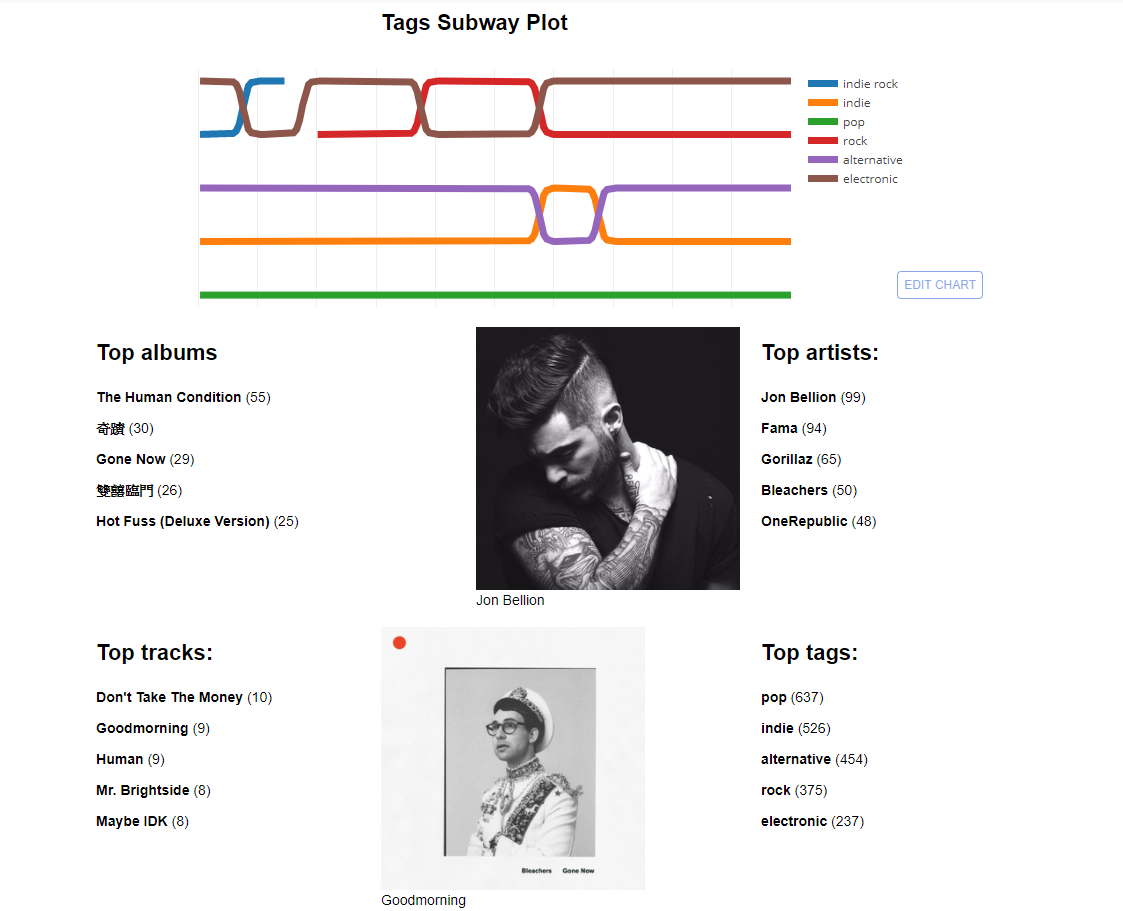 Tags Subway Plot
indie rock
indie
pop
rock
alternative
electronic
EDIT CHART
Top albums
The Human Condition (55)
奇蹟 (30)
Gone Now (29)
雙囍臨門 (26)
Hot Fuss (Deluxe Version) (25)
Jon Bellion
Top artists:
Jon Bellion (99)
Fama (94)
Gorillaz (65)
Bleachers (50)
OneRepublic (48)
Top tracks:
Don't Take The Money (10)
Goodmorning (9)
Human (9)
Mr. Brightside (8)
Maybe IDK (8)
Bleachers Gone Now
Goodmorning
Top tags:
pop (637)
indie (526)
alternative (454)
rock (375)
electronic (237)